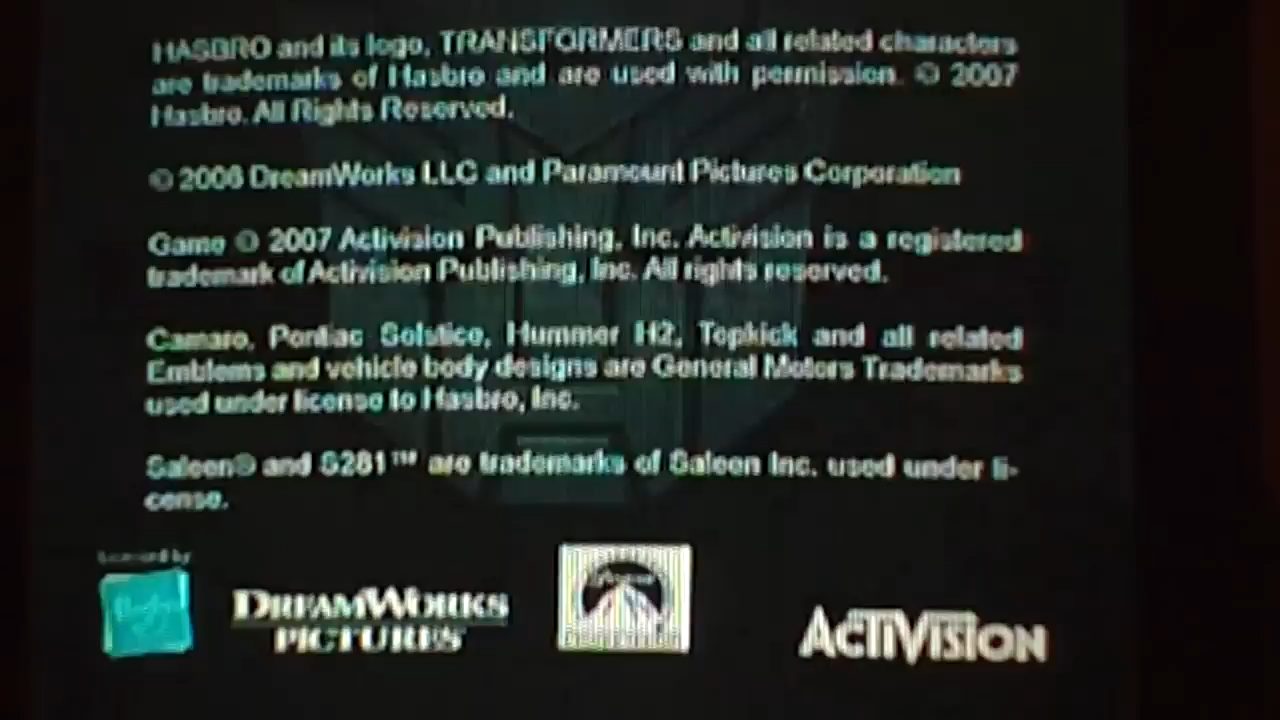 HASBRO and its logo, TRANSFORMERS and all related characters
are trademarks of Hasbro and are used with permission. © 2007
Hasbro. All Rights Reserved.
© 2006 DreamWorks LLC and Paramount Pictures Corporation
Game © 2007 Activision Publishing, Inc. Activision is a registered
trademark of Activision Publishing, Inc. All rights reserved.
Camaro, Pontiac Solstice, Hummer H2, Topkick and all related
Emblems and vehicle body designs are General Motors Trademarks
used under license to Hasbro, Inc.
Saleen® and S281™ are trademarks of Saleen Inc. used under li-
cense.
Licensed by
DREAMWORKS
PICTURES
ACTIVISION